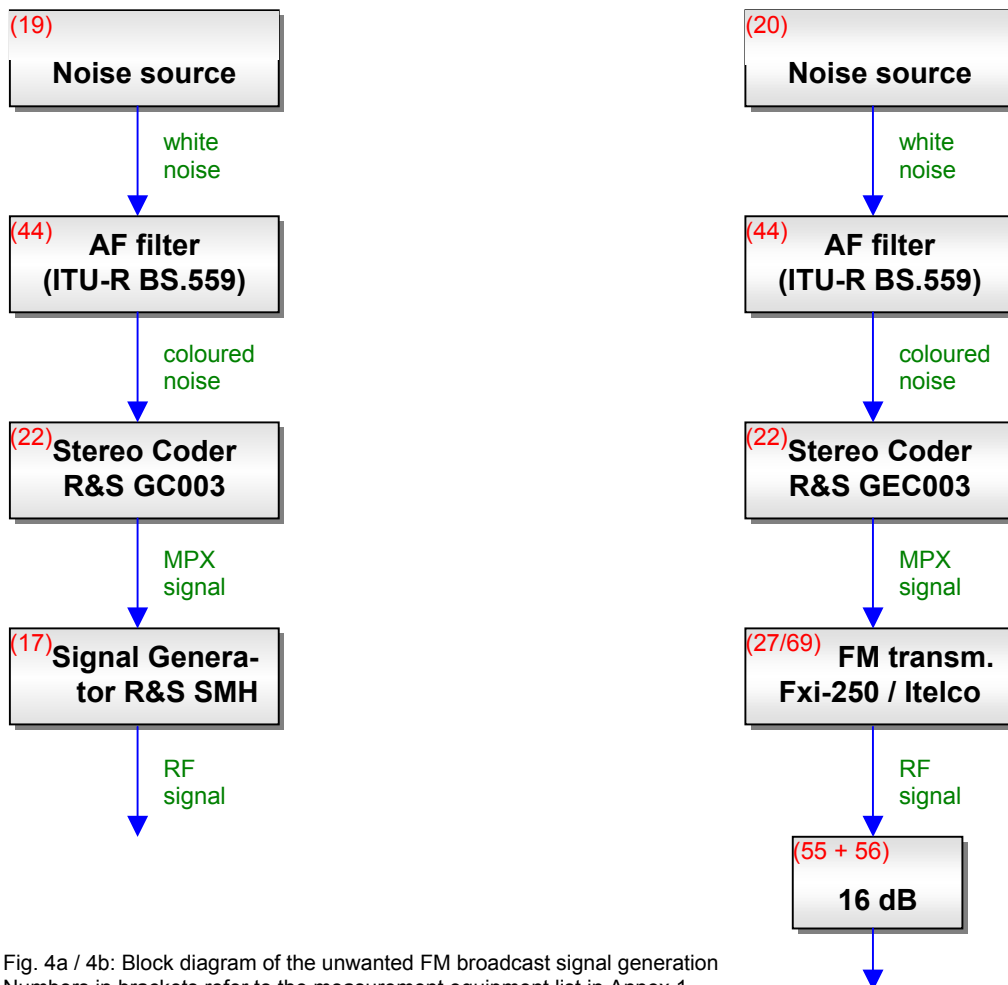 (19)
Noise source
white
noise
(44)
AF filter
(ITU-R BS.559)
coloured
noise
(22)
Stereo Coder
R&S GC003
MPX
signal
(17)
Signal Genera-
tor R&S SMH
RF
signal
(20)
Noise source
white
noise
(44)
AF filter
(ITU-R BS.559)
coloured
noise
(22)
Stereo Coder
R&S GEC003
MPX
signal
(27/69)
FM transm.
Fxi-250 / Itelco
RF
signal
(55 + 56)
16 dB
Fig. 4a / 4b: Block diagram of the unwanted FM broadcast signal generation
Numbers in brackets refer to the measurement equipment list in Annex 1